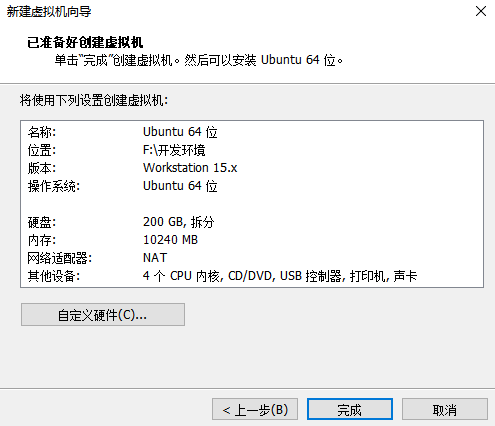 新建虚拟机向导
已准备好创建虚拟机
单击“完成”创建虚拟机。然后可以安装 Ubuntu 64 位。
将使用下列设置创建虚拟机:
名称: Ubuntu 64 位
位置: F:\开发环境
版本: Workstation 15.x
操作系统: Ubuntu 64 位
硬盘: 200 GB, 拆分
内存: 10240 MB
网络适配器: NAT
其他设备: 4 个 CPU 内核, CD/DVD, USB 控制器, 打印机, 声卡
自定义硬件(C)...
< 上一步(B) 完成 取消